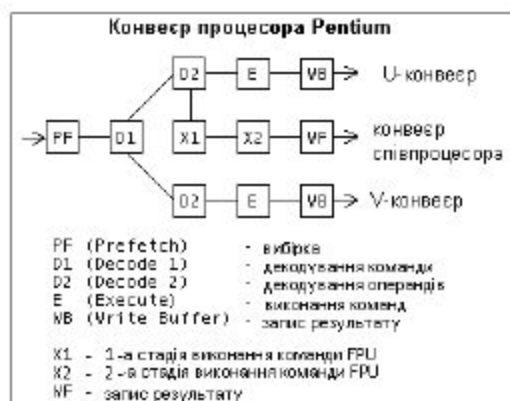 Конвеєр процесора Pentium
D2 E WB U-конвеєр
PF D1 X1 X2 WF конвеєр співпроцесора
D2 E WB V-конвеєр
PF (Prefetch) - вибірка
D1 (Decode 1) - декодування команди
D2 (Decode 2) - декодування операндів
E (Execute) - виконання команд
WB (Write Buffer) - запис результату
X1 - 1-а стадія виконання команди FPU
X2 - 2-а стадія виконання команди FPU
WF - запис результату